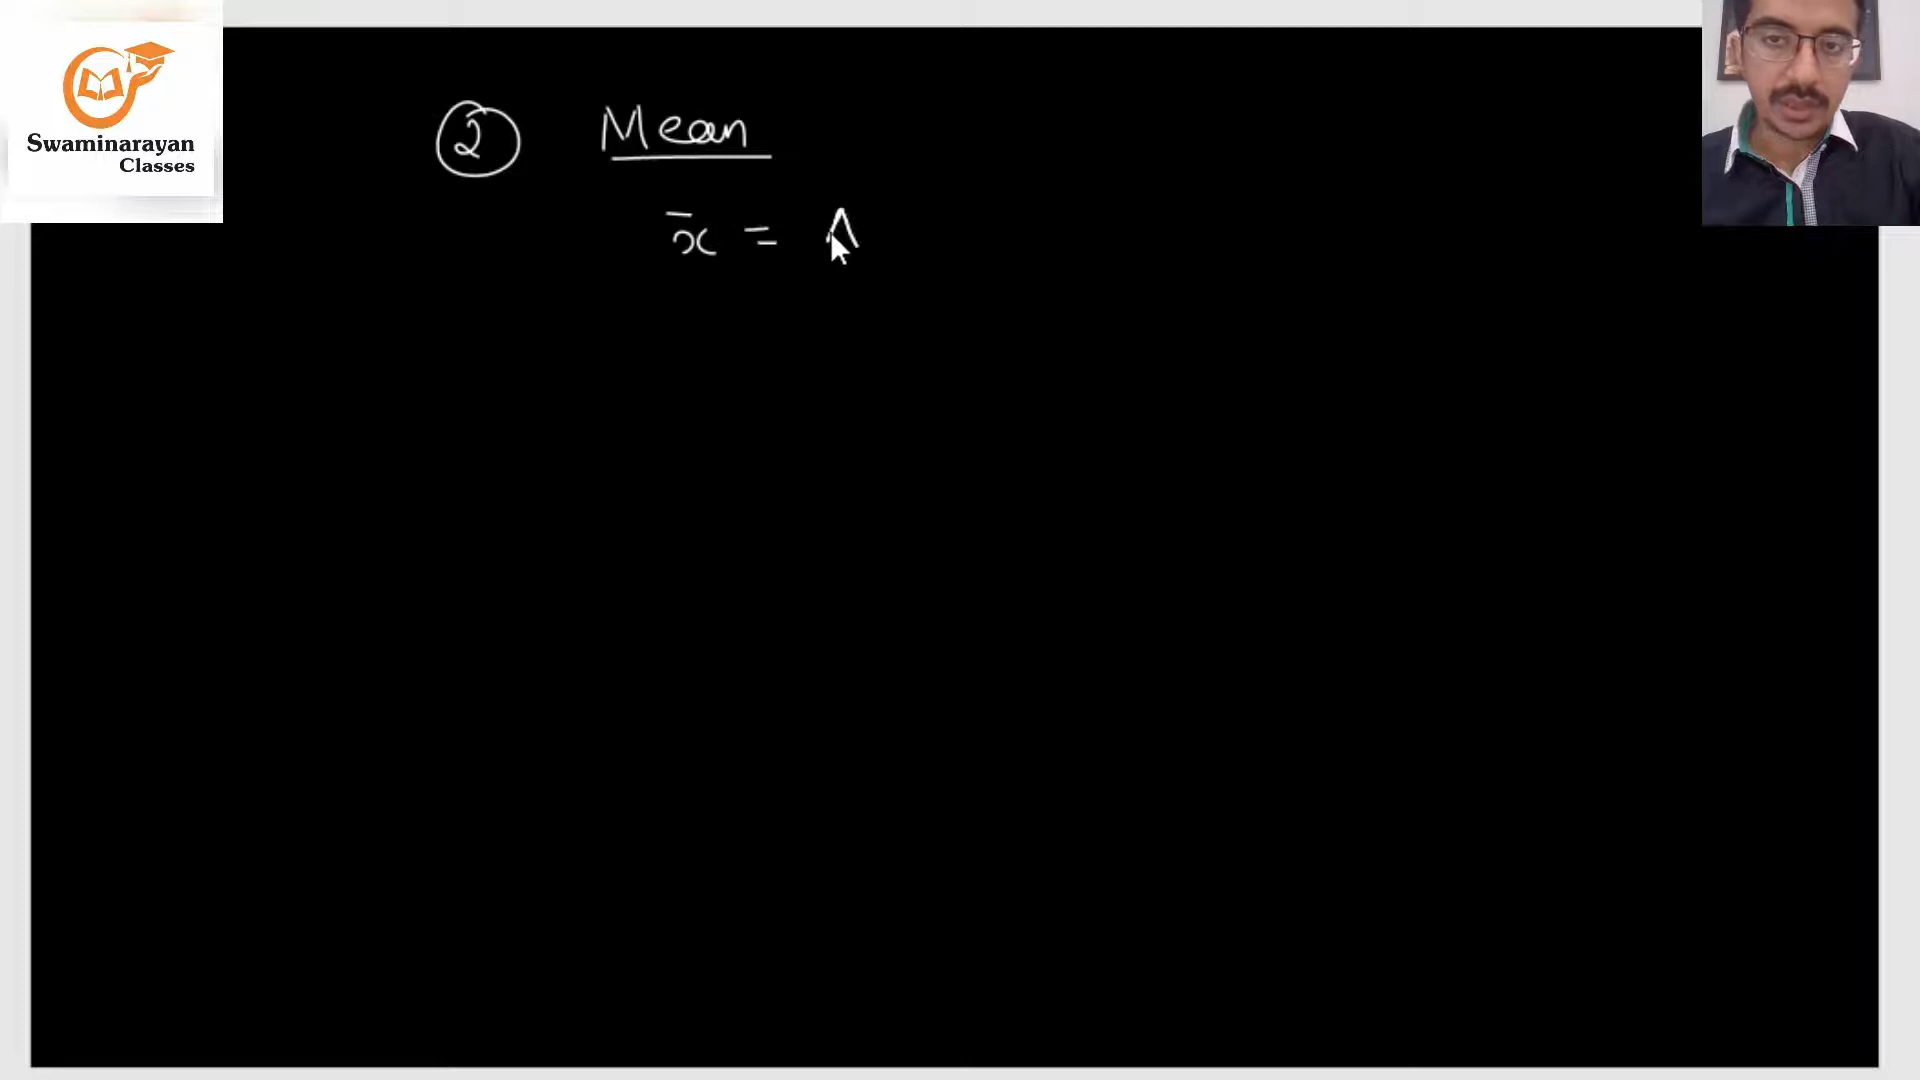 Swaminarayan
Classes
② Mean
x̄ = Λ